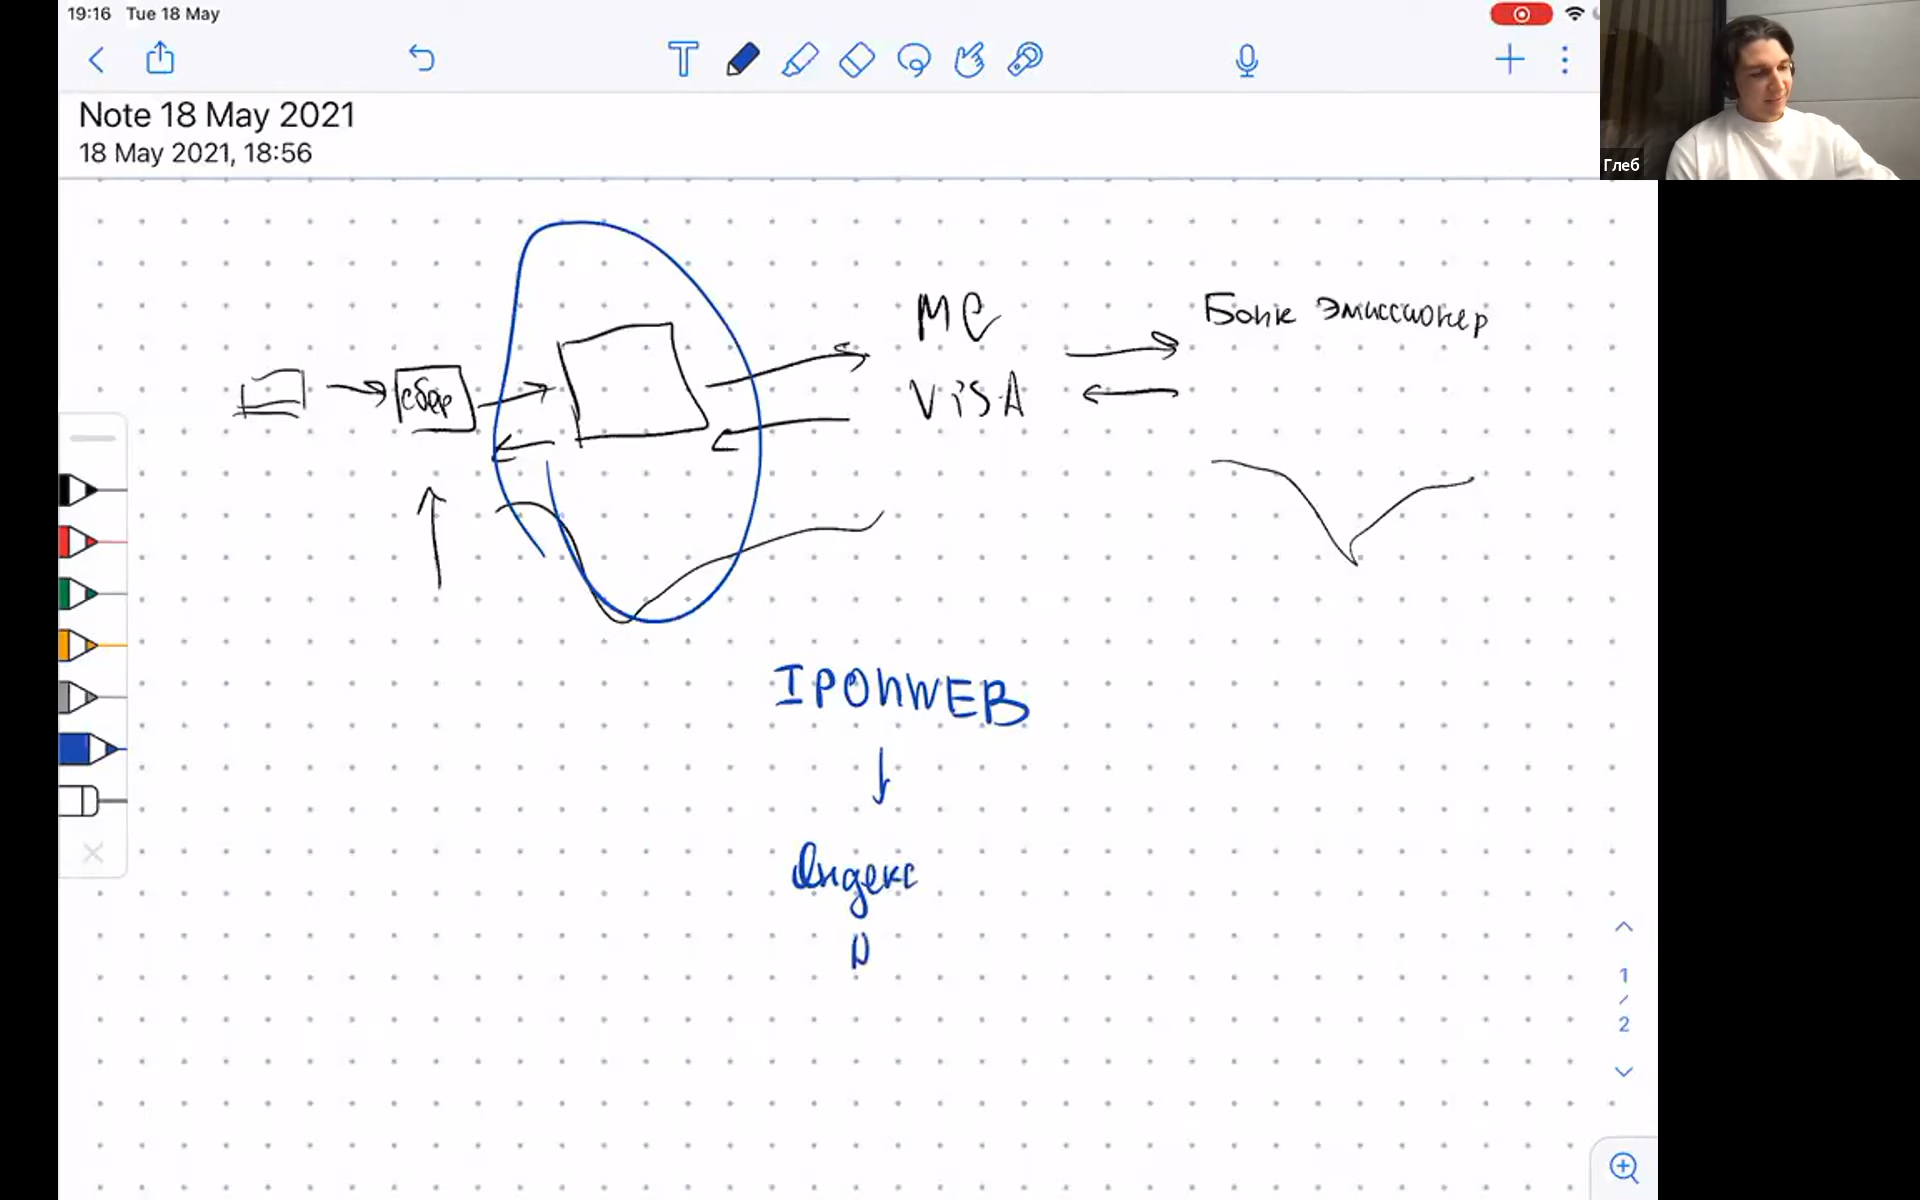 19:16 Tue 18 May
Note 18 May 2021
18 May 2021, 18:56
Глеб
MC
Банк эмиссионер
сбер
VISA
IPOHWEB
Яндекс
1
/
2